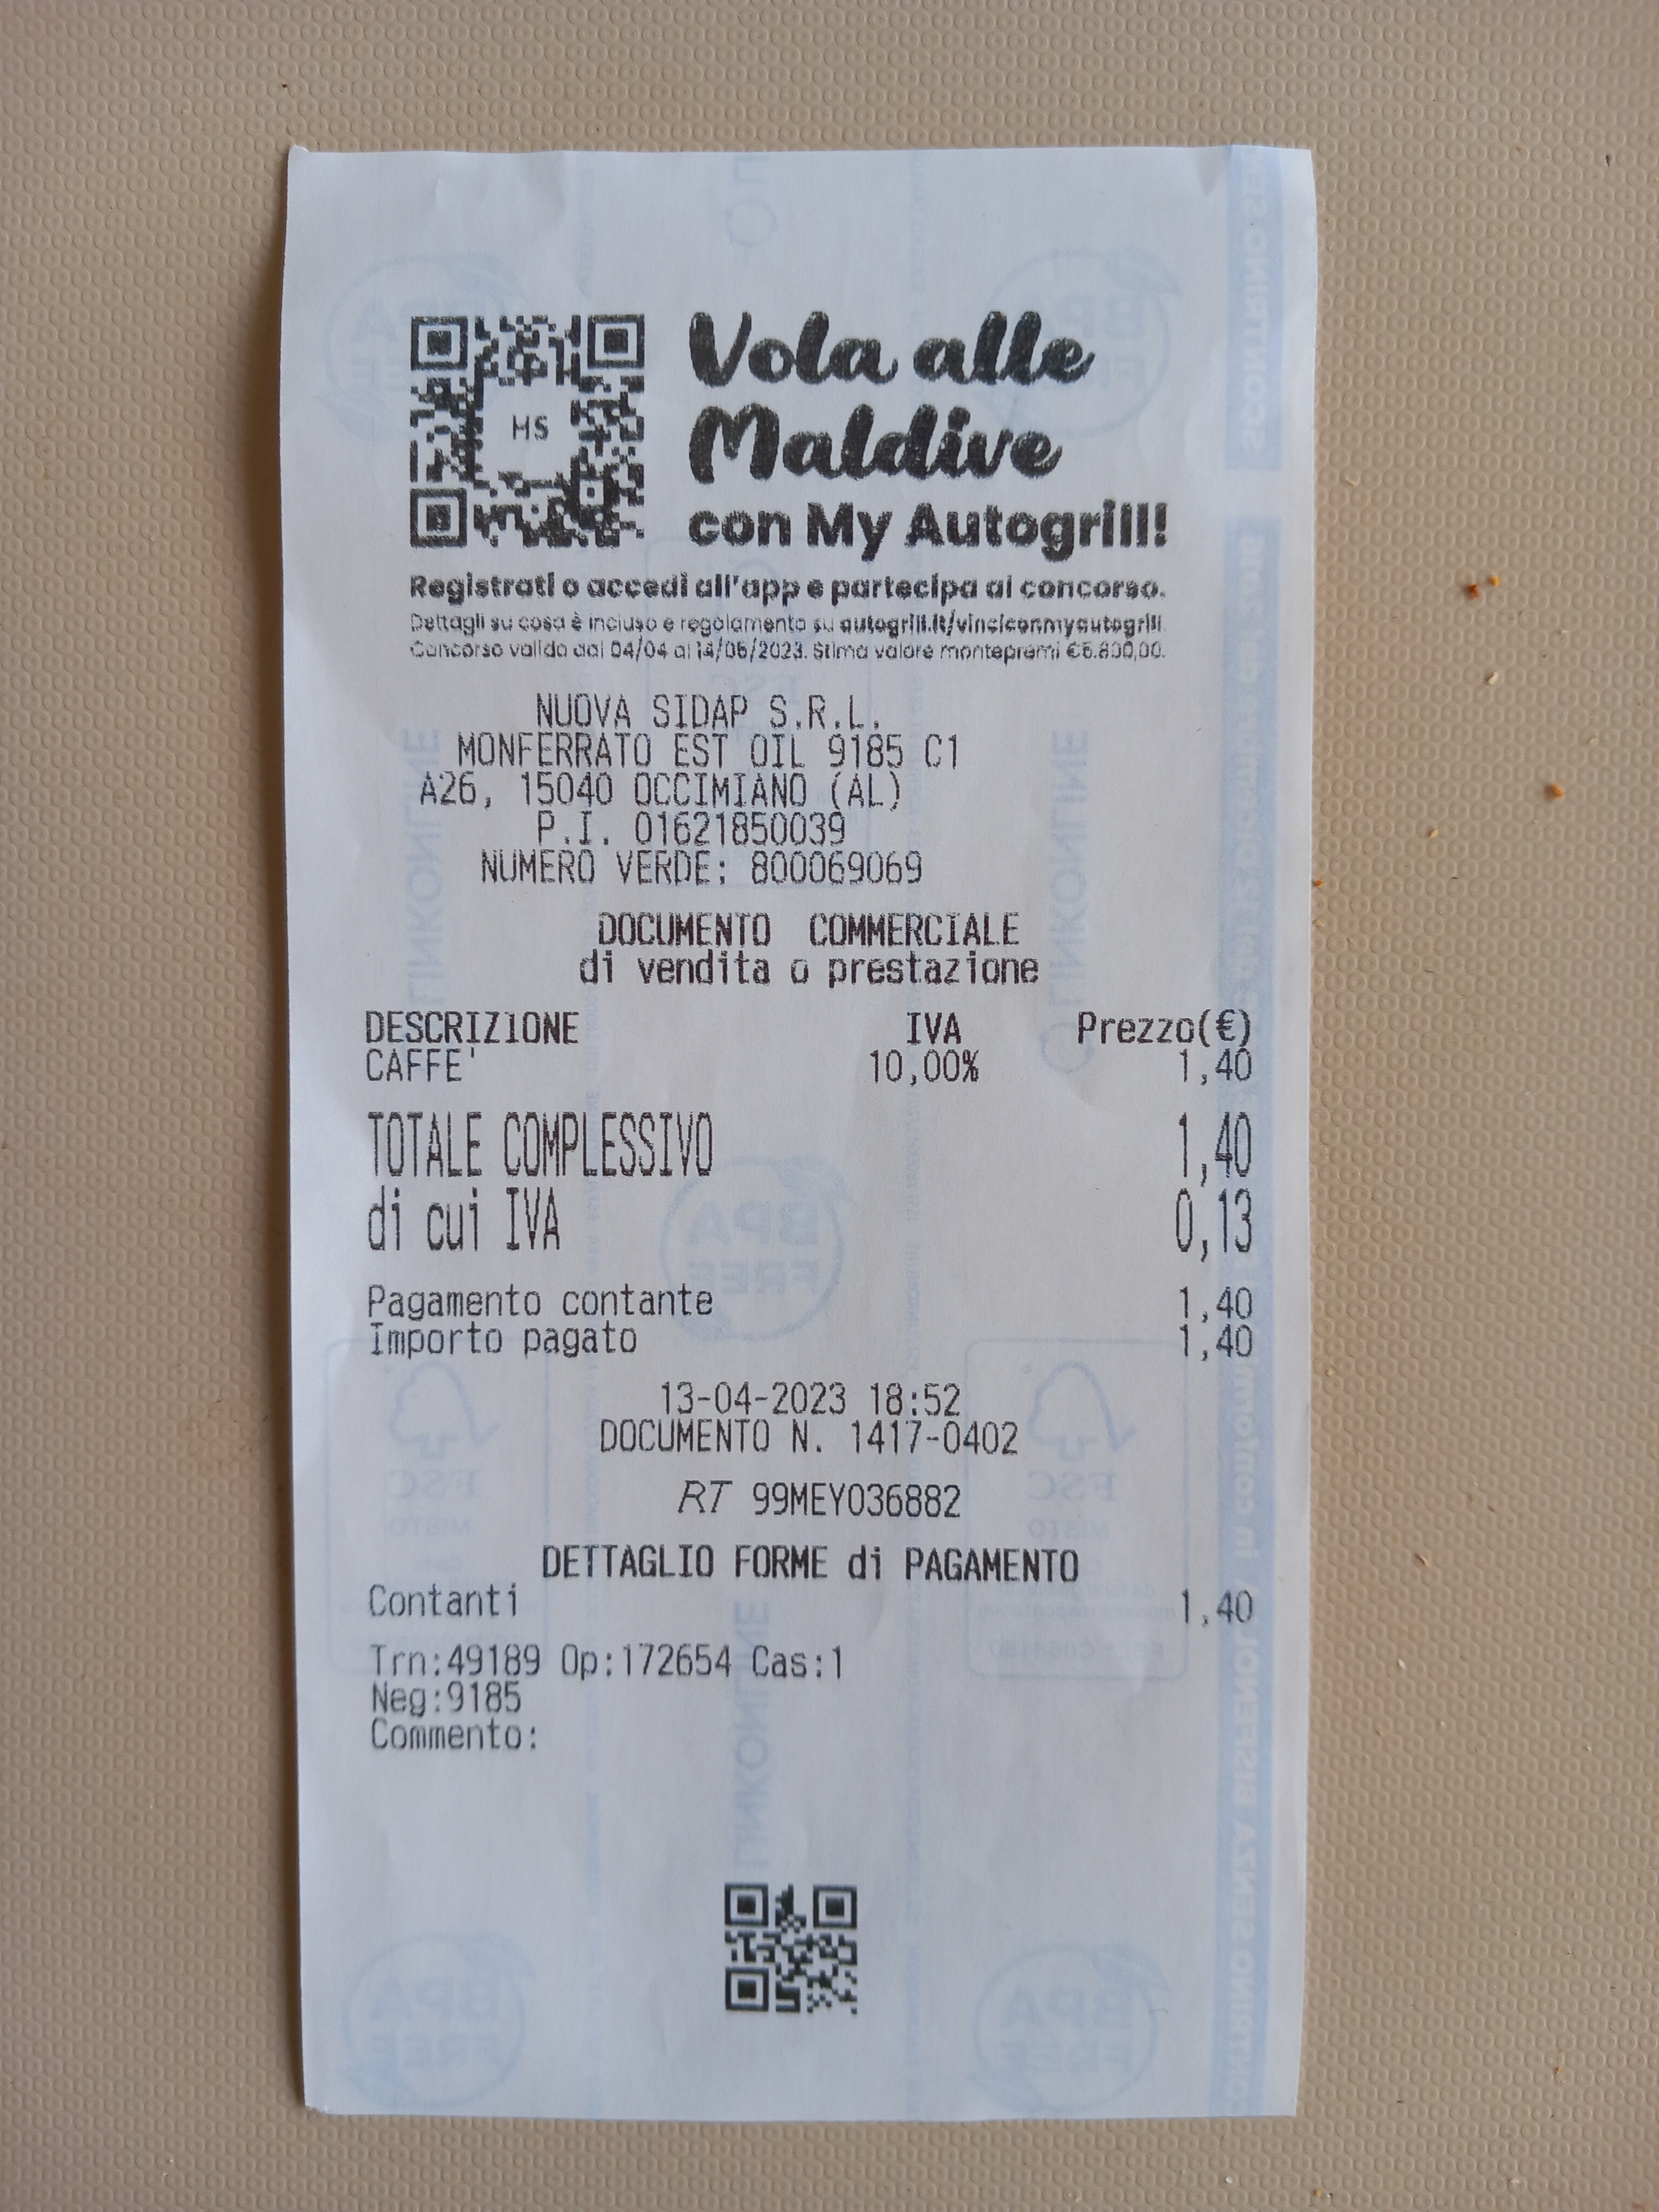 HS
Vola alle
Maldive
con My Autogrill!
Registrati o accedi all'app e partecipa al concorso.
Dettagli su cosa è incluso e regolamento su autogrill.it/vinciconmyautogrill.
Concorso valido dal 04/04 al 14/05/2023. Stima valore montepremi
NUOVA SIDAP S.R.L.
MONFERRATO EST OIL 9185 C1
A26, 15040 OCCIMIANO (AL)
P.I. 01621850039
NUMERO VERDE: 800069069
DOCUMENTO COMMERCIALE
di vendita o prestazione
DESCRIZIONE IVA Prezzo(€)
CAFFE' 10,00% 1,40
TOTALE COMPLESSIVO 1,40
di cui IVA 0,13
Pagamento contante 1,40
Importo pagato 1,40
13-04-2023 18:52
DOCUMENTO N. 1417-0402
RT 99MEY036882
DETTAGLIO FORME di PAGAMENTO
Contanti 1,40
Trn:49189 Op:172654 Cas:1
Neg:9185
Commento: